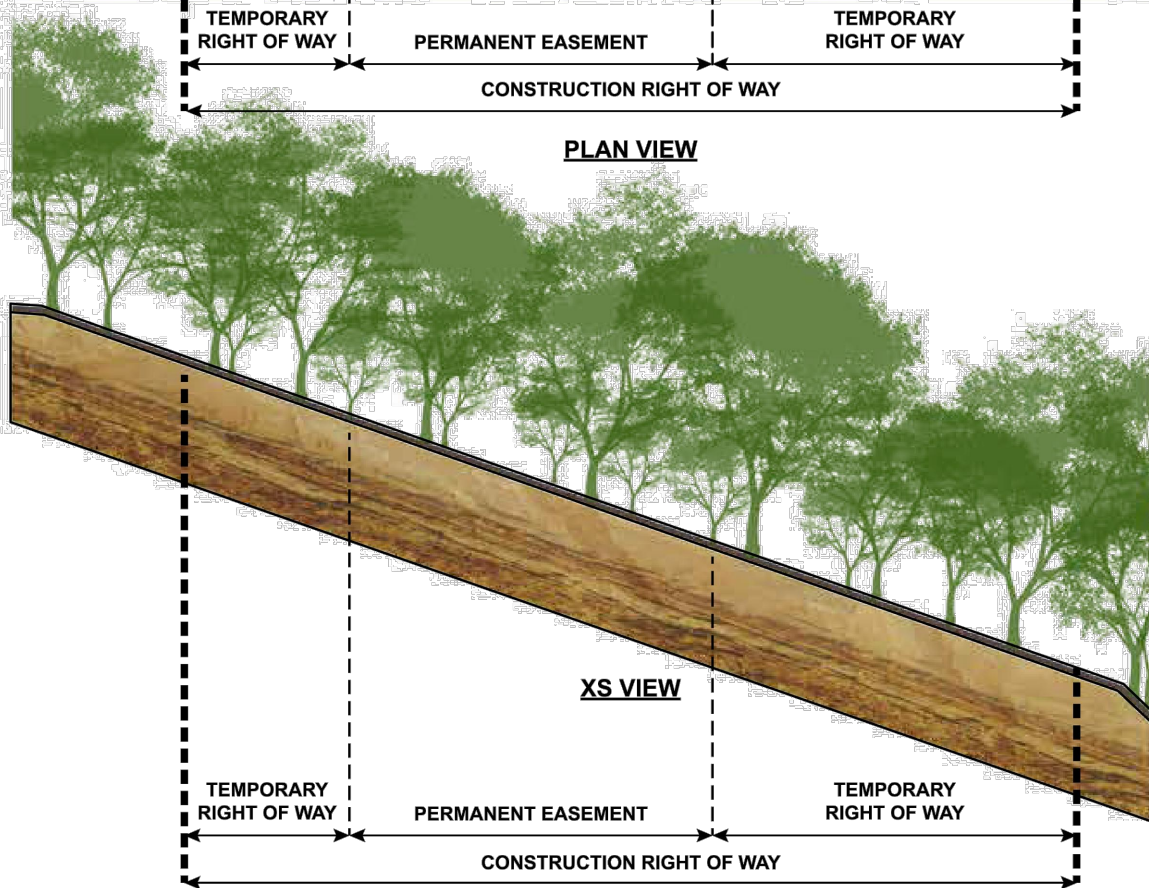 TEMPORARY
RIGHT OF WAY
PERMANENT EASEMENT
TEMPORARY
RIGHT OF WAY
CONSTRUCTION RIGHT OF WAY
PLAN VIEW
XS VIEW
TEMPORARY
RIGHT OF WAY
PERMANENT EASEMENT
TEMPORARY
RIGHT OF WAY
CONSTRUCTION RIGHT OF WAY